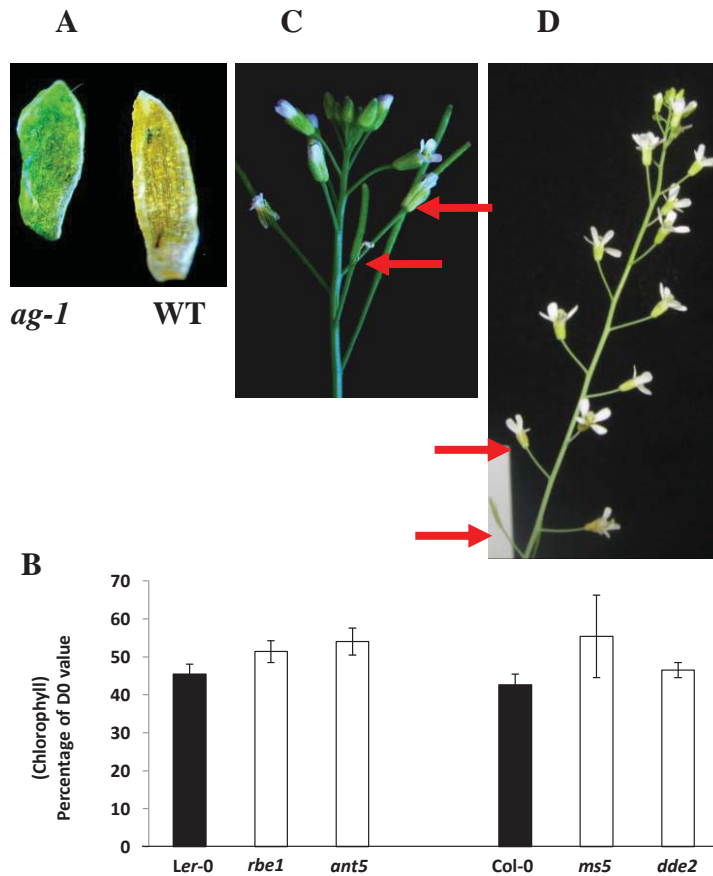 A
C
D
ag-1
WT
B
(Chlorophyll)
Percentage of D0 value
70
60
50
40
30
20
10
0
Ler-0
rbe1
ant5
Col-0
ms5
dde2